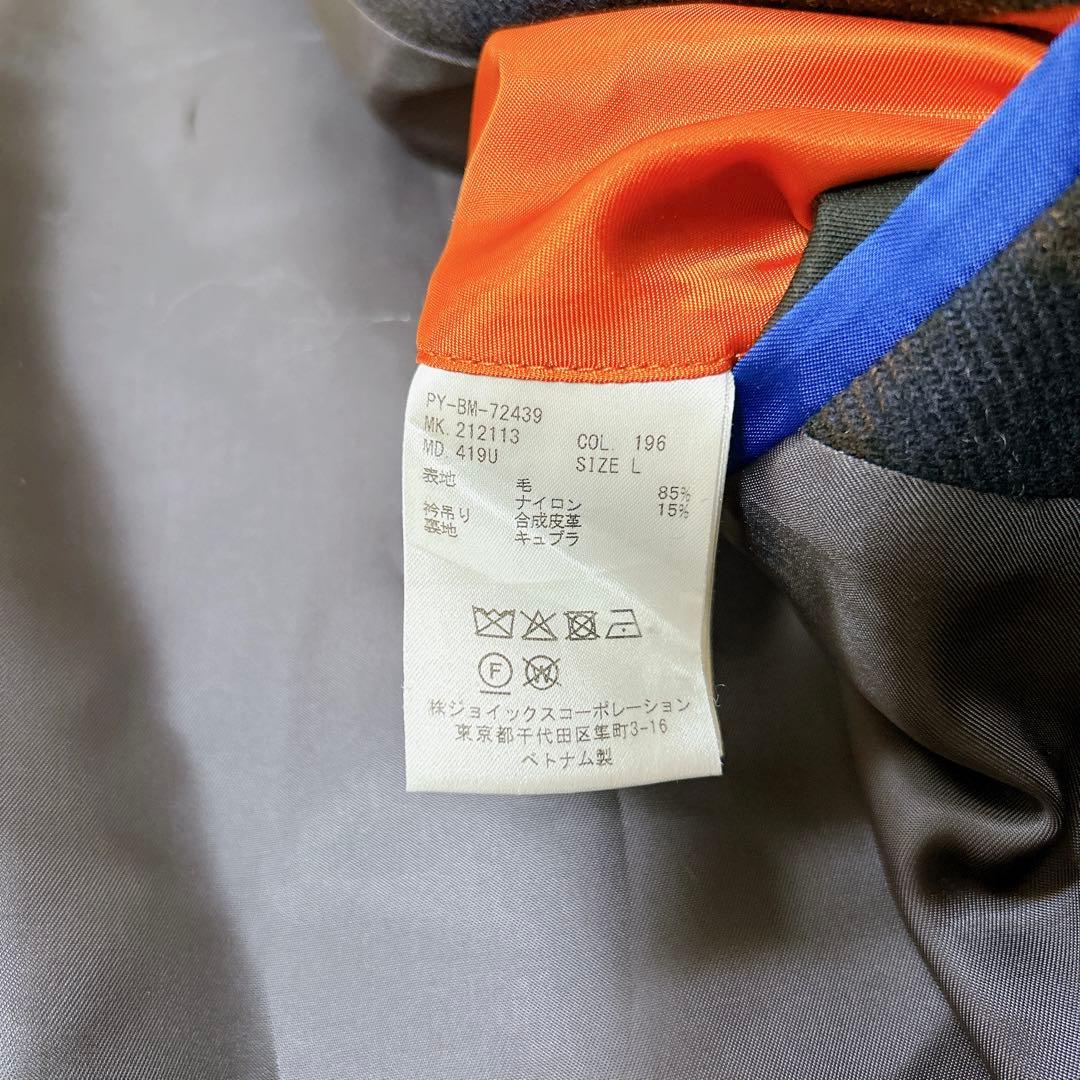 PY-BM-72439
MK. 212113 COL. 196
MD. 419U SIZE L
表地 毛 85%
ナイロン 15%
衿吊り 合成皮革
裏地 キュプラ
F W
株ジョイックスコーポレーション
東京都千代田区隼町3-16
ベトナム製